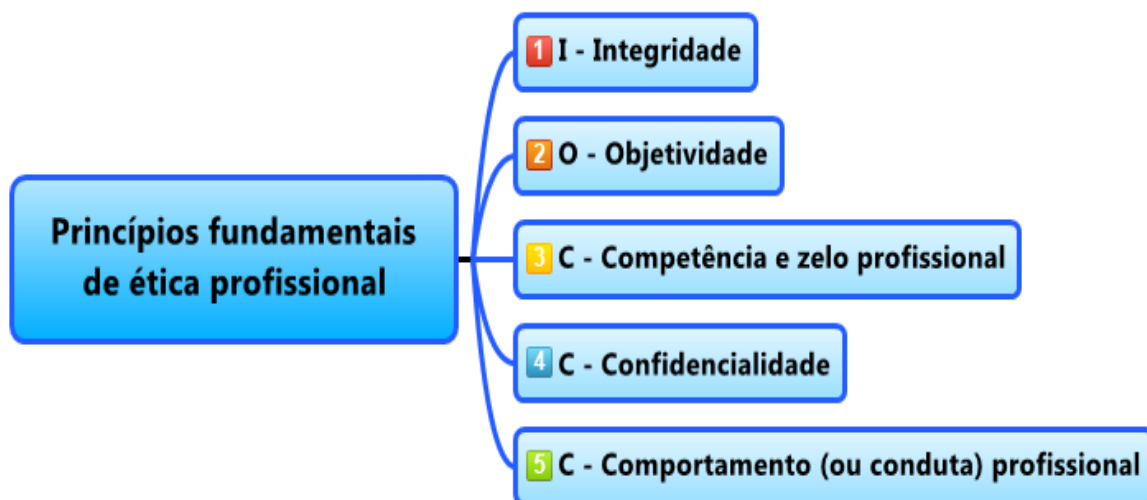 Princípios fundamentais
de ética profissional
1 I - Integridade
2 O - Objetividade
3 C - Competência e zelo profissional
4 C - Confidencialidade
5 C - Comportamento (ou conduta) profissional